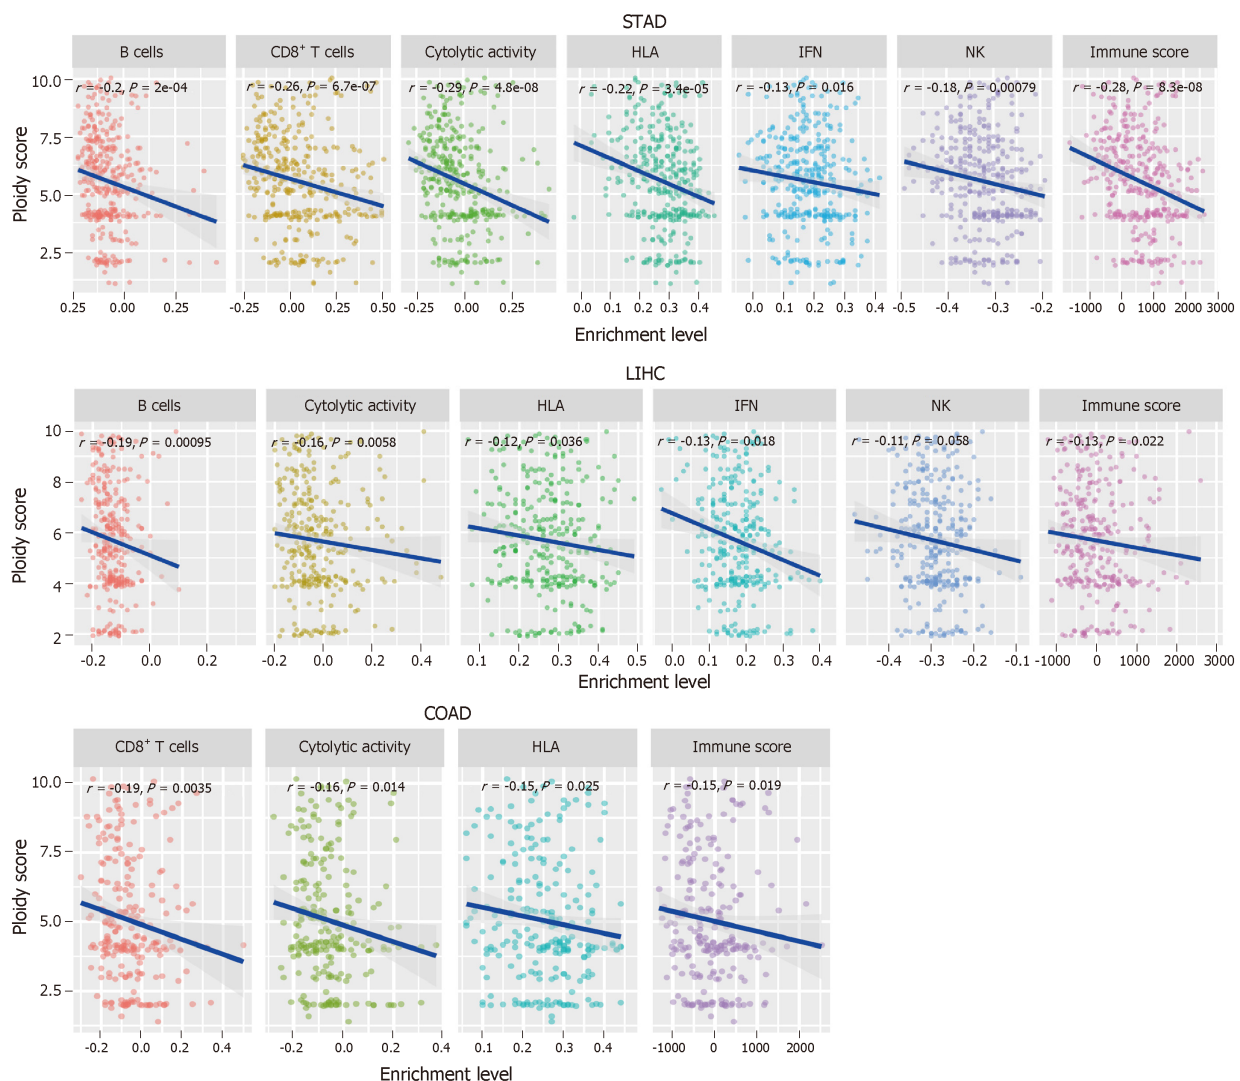 STAD
B cells CD8+ T cells Cytolytic activity HLA IFN NK Immune score
r = -0.2, P = 2e-04 r = -0.26, P = 6.7e-07 r = -0.29, P = 4.8e-08 r = -0.22, P = 3.4e-05 r = -0.13, P = 0.016 r = -0.18, P = 0.00079 r = -0.28, P = 8.3e-08
10.0
7.5
5.0
2.5
Ploidy score
0.25 0.00 0.25 -0.25 0.00 0.25 0.50 -0.25 0.00 0.25 0.0 0.1 0.2 0.3 0.4 0.0 0.1 0.2 0.3 0.4 -0.5 -0.4 -0.3 -0.2 -1000 0 1000 2000 3000
Enrichment level
LIHC
B cells Cytolytic activity HLA IFN NK Immune score
r = -0.19, P = 0.00095 r = -0.16, P = 0.0058 r = -0.12, P = 0.036 r = -0.13, P = 0.018 r = -0.11, P = 0.058 r = -0.13, P = 0.022
10
8
6
4
2
Ploidy score
-0.2 0.0 0.2 -0.2 0.0 0.2 0.4 0.1 0.2 0.3 0.4 0.5 0.0 0.1 0.2 0.3 0.4 -0.4 -0.3 -0.2 -0.1 -1000 0 1000 2000 3000
Enrichment level
COAD
CD8+ T cells Cytolytic activity HLA Immune score
r = -0.19, P = 0.0035 r = -0.16, P = 0.014 r = -0.15, P = 0.025 r = -0.15, P = 0.019
10.0
7.5
5.0
2.5
Ploidy score
-0.2 0.0 0.2 0.4 -0.2 0.0 0.2 0.4 0.1 0.2 0.3 0.4 -1000 0 1000 2000
Enrichment level